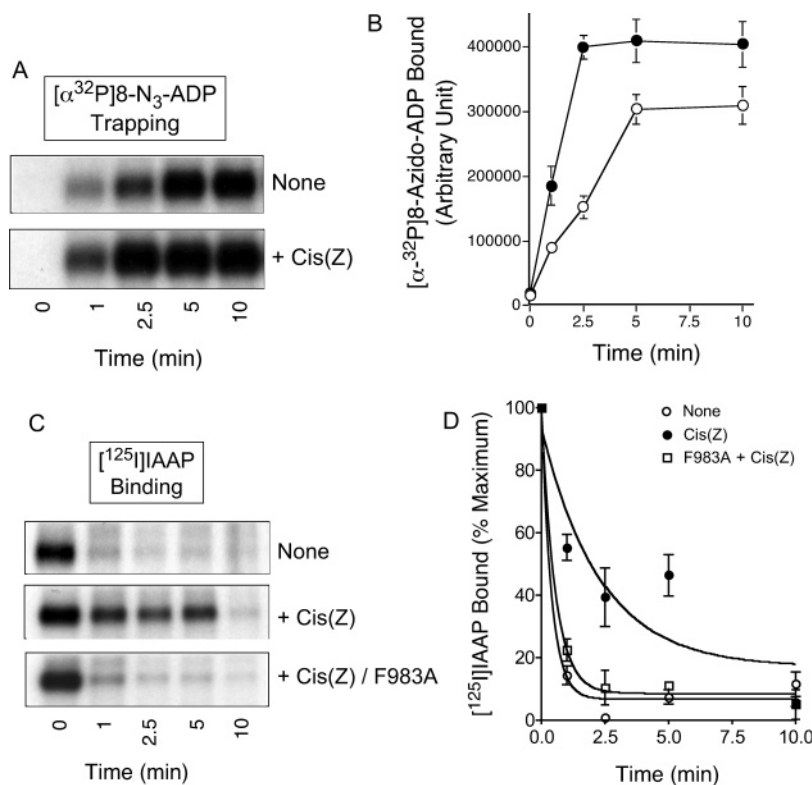 A
[α³²P]8-N₃-ADP
Trapping
None
+ Cis(Z)
0
1
2.5
5
10
Time (min)
B
[α-³²P]8-Azido-ADP Bound
(Arbitrary Unit)
400000
300000
200000
100000
0
0
2.5
5
7.5
10
Time (min)
C
[¹²⁵I]IAAP
Binding
None
+ Cis(Z)
+ Cis(Z) / F983A
0
1
2.5
5
10
Time (min)
D
[¹²⁵I]IAAP Bound (% Maximum)
100
80
60
40
20
0
None
Cis(Z)
F983A + Cis(Z)
0.0
2.5
5.0
7.5
10.0
Time (min)